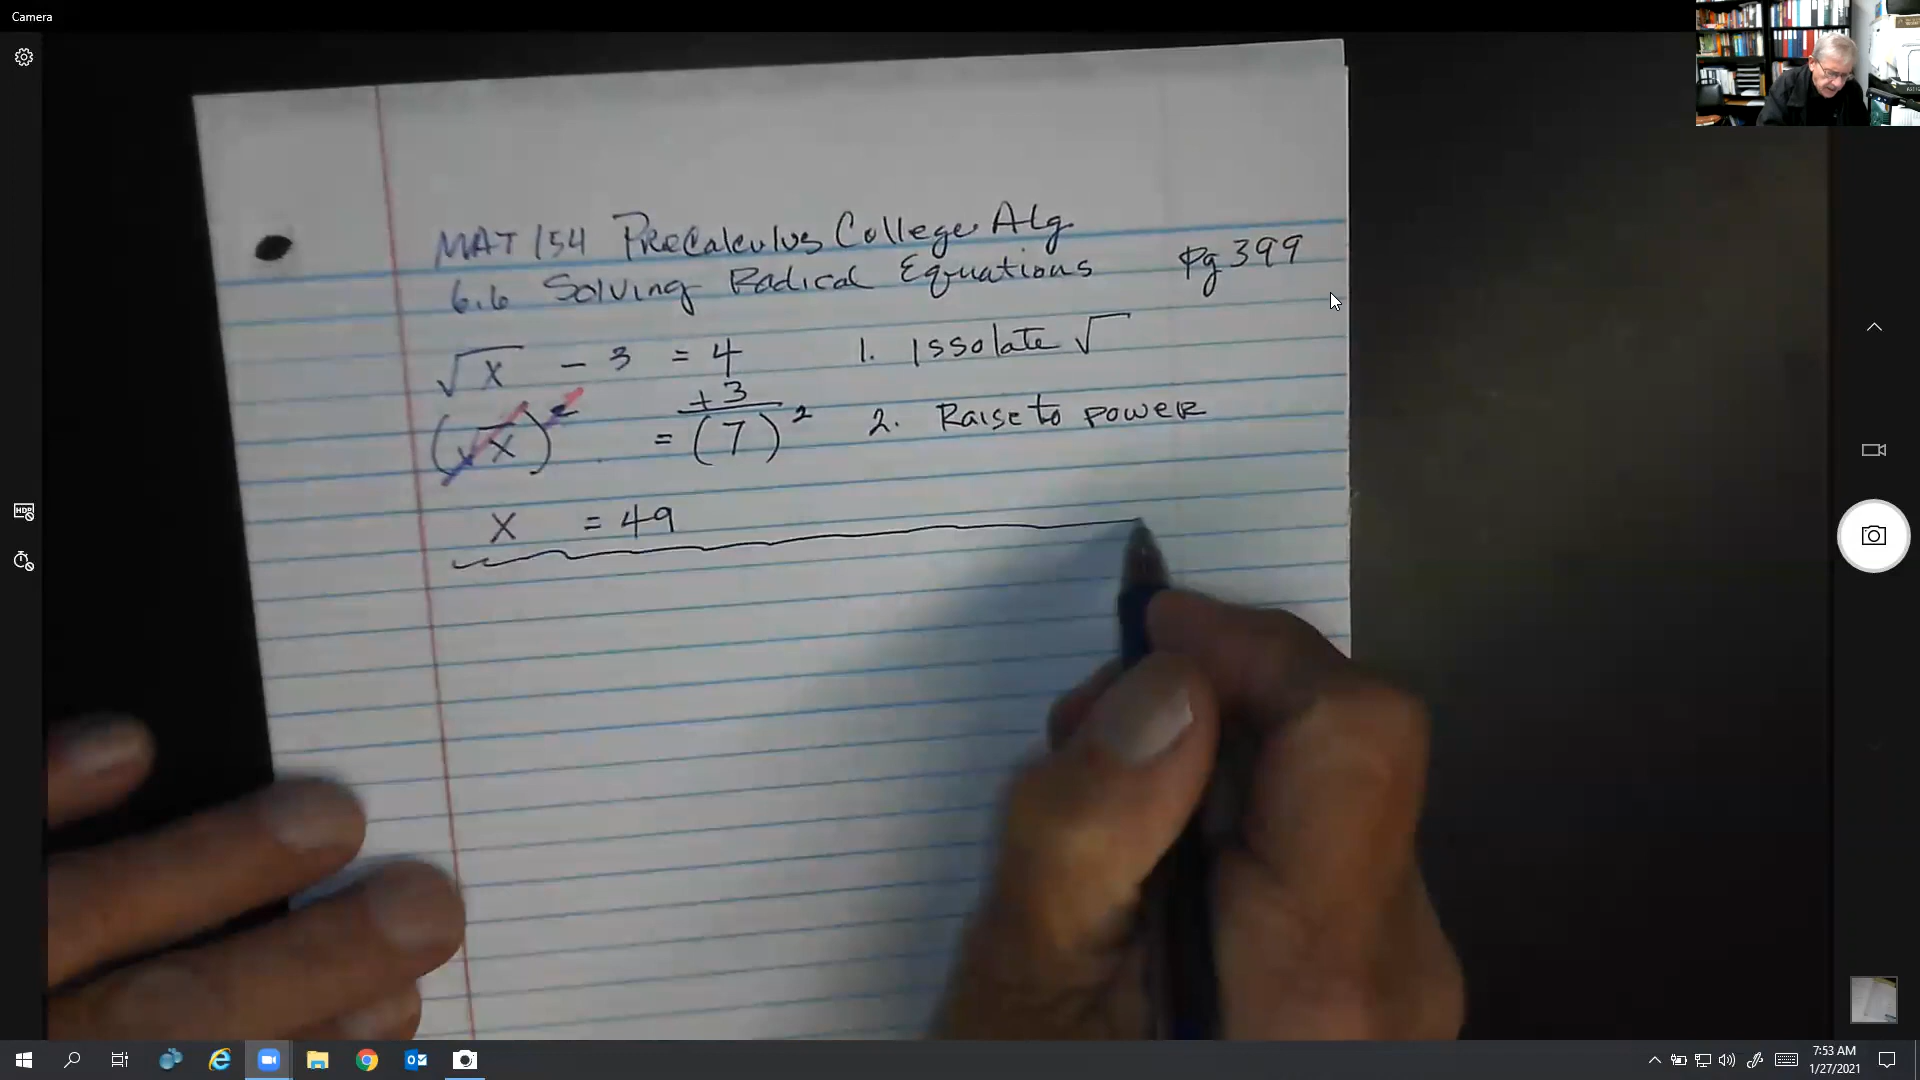 Camera
MAT 154 PreCalculus College Alg
6.6 Solving Radical Equations pg 399
√x - 3 = 4 1. Issolate √
+3
(√x)² = (7)² 2. Raise to power
x = 49
7:53 AM
1/27/2021